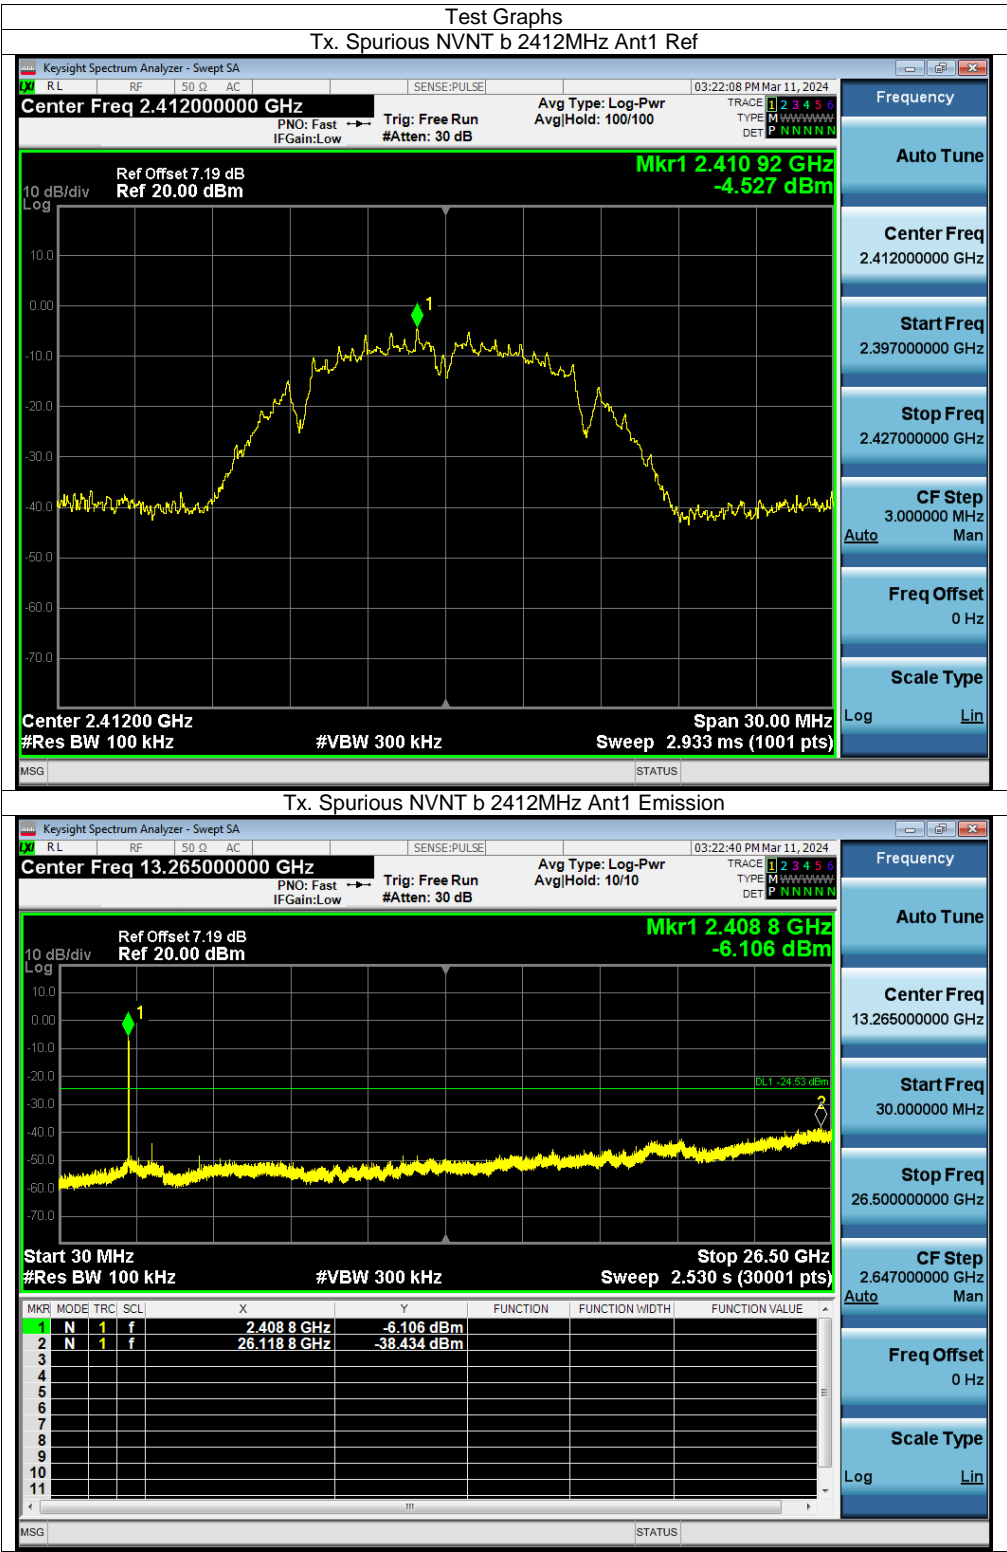 Test Graphs
Tx. Spurious NVNT b 2412MHz Ant1 Ref
Keysight Spectrum Analyzer - Swept SA
LXI RL RF 50 Ω AC SENSE:PULSE 03:22:08 PM Mar 11, 2024
Center Freq 2.412000000 GHz
PNO: Fast
IFGain:Low
Trig: Free Run
#Atten: 30 dB
Avg Type: Log-Pwr
Avg|Hold: 100/100
TRACE 1 2 3 4 5 6
TYPE M WWWWW
DET P N N N N N
Frequency
Auto Tune
Center Freq
2.412000000 GHz
Start Freq
2.397000000 GHz
Stop Freq
2.427000000 GHz
CF Step
3.000000 MHz
Auto Man
Freq Offset
0 Hz
Scale Type
Log Lin
Mkr1 2.410 92 GHz
-4.527 dBm
Ref Offset 7.19 dB
10 dB/div Ref 20.00 dBm
Log
10.0
0.00
-10.0
-20.0
-30.0
-40.0
-50.0
-60.0
-70.0
1
Center 2.41200 GHz Span 30.00 MHz
#Res BW 100 kHz #VBW 300 kHz Sweep 2.933 ms (1001 pts)
MSG STATUS
Tx. Spurious NVNT b 2412MHz Ant1 Emission
Keysight Spectrum Analyzer - Swept SA
LXI RL RF 50 Ω AC SENSE:PULSE 03:22:40 PM Mar 11, 2024
Center Freq 13.265000000 GHz
PNO: Fast
IFGain:Low
Trig: Free Run
#Atten: 30 dB
Avg Type: Log-Pwr
Avg|Hold: 10/10
TRACE 1 2 3 4 5 6
TYPE M WWWWW
DET P N N N N N
Frequency
Auto Tune
Center Freq
13.265000000 GHz
Start Freq
30.000000 MHz
Stop Freq
26.500000000 GHz
CF Step
2.647000000 GHz
Auto Man
Freq Offset
0 Hz
Scale Type
Log Lin
Mkr1 2.408 8 GHz
-6.106 dBm
Ref Offset 7.19 dB
10 dB/div Ref 20.00 dBm
Log
10.0
0.00
-10.0
-20.0
-30.0
-40.0
-50.0
-60.0
-70.0
1
DL1 -24.53 dBm
2
Start 30 MHz Stop 26.50 GHz
#Res BW 100 kHz #VBW 300 kHz Sweep 2.530 s (30001 pts)
MKR MODE TRC SCL X Y FUNCTION FUNCTION WIDTH FUNCTION VALUE
1 N 1 f 2.408 8 GHz -6.106 dBm
2 N 1 f 26.118 8 GHz -38.434 dBm
3
4
5
6
7
8
9
10
11
MSG STATUS